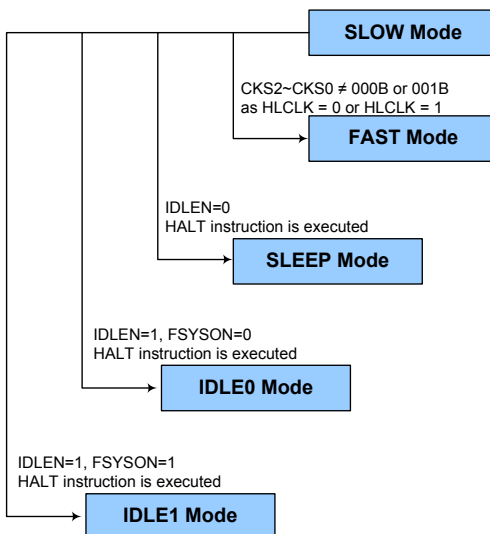 SLOW Mode
CKS2~CKS0 ≠ 000B or 001B
as HLCLK = 0 or HLCLK = 1
FAST Mode
IDLEN=0
HALT instruction is executed
SLEEP Mode
IDLEN=1, FSYSON=0
HALT instruction is executed
IDLE0 Mode
IDLEN=1, FSYSON=1
HALT instruction is executed
IDLE1 Mode